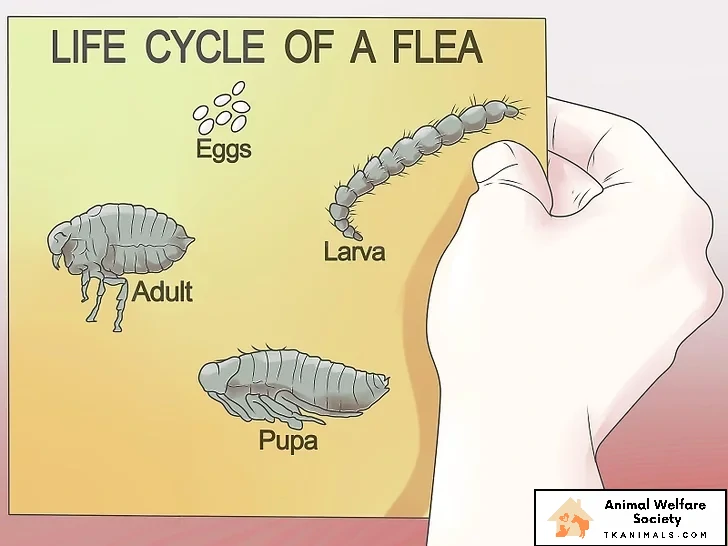 LIFE CYCLE OF A FLEA
Eggs
Larva
Adult
Pupa
Animal Welfare
Society
TKANIMALS.COM